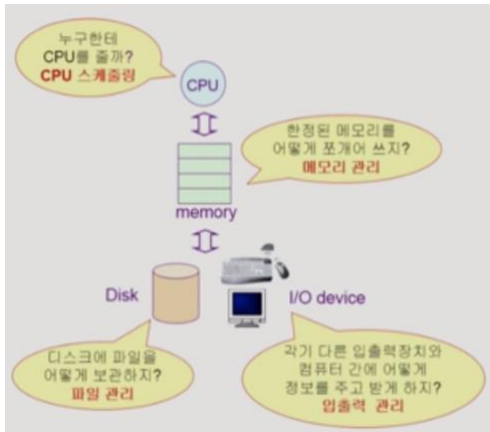 누구한테
CPU를 줄까?
CPU 스케줄링
CPU
한정된 메모리를
어떻게 쪼개어 쓰지?
메모리 관리
memory
Disk
I/O device
디스크에 파일을
어떻게 보관하지?
파일 관리
각기 다른 입출력장치와
컴퓨터 간에 어떻게
정보를 주고 받게 하지?
입출력 관리